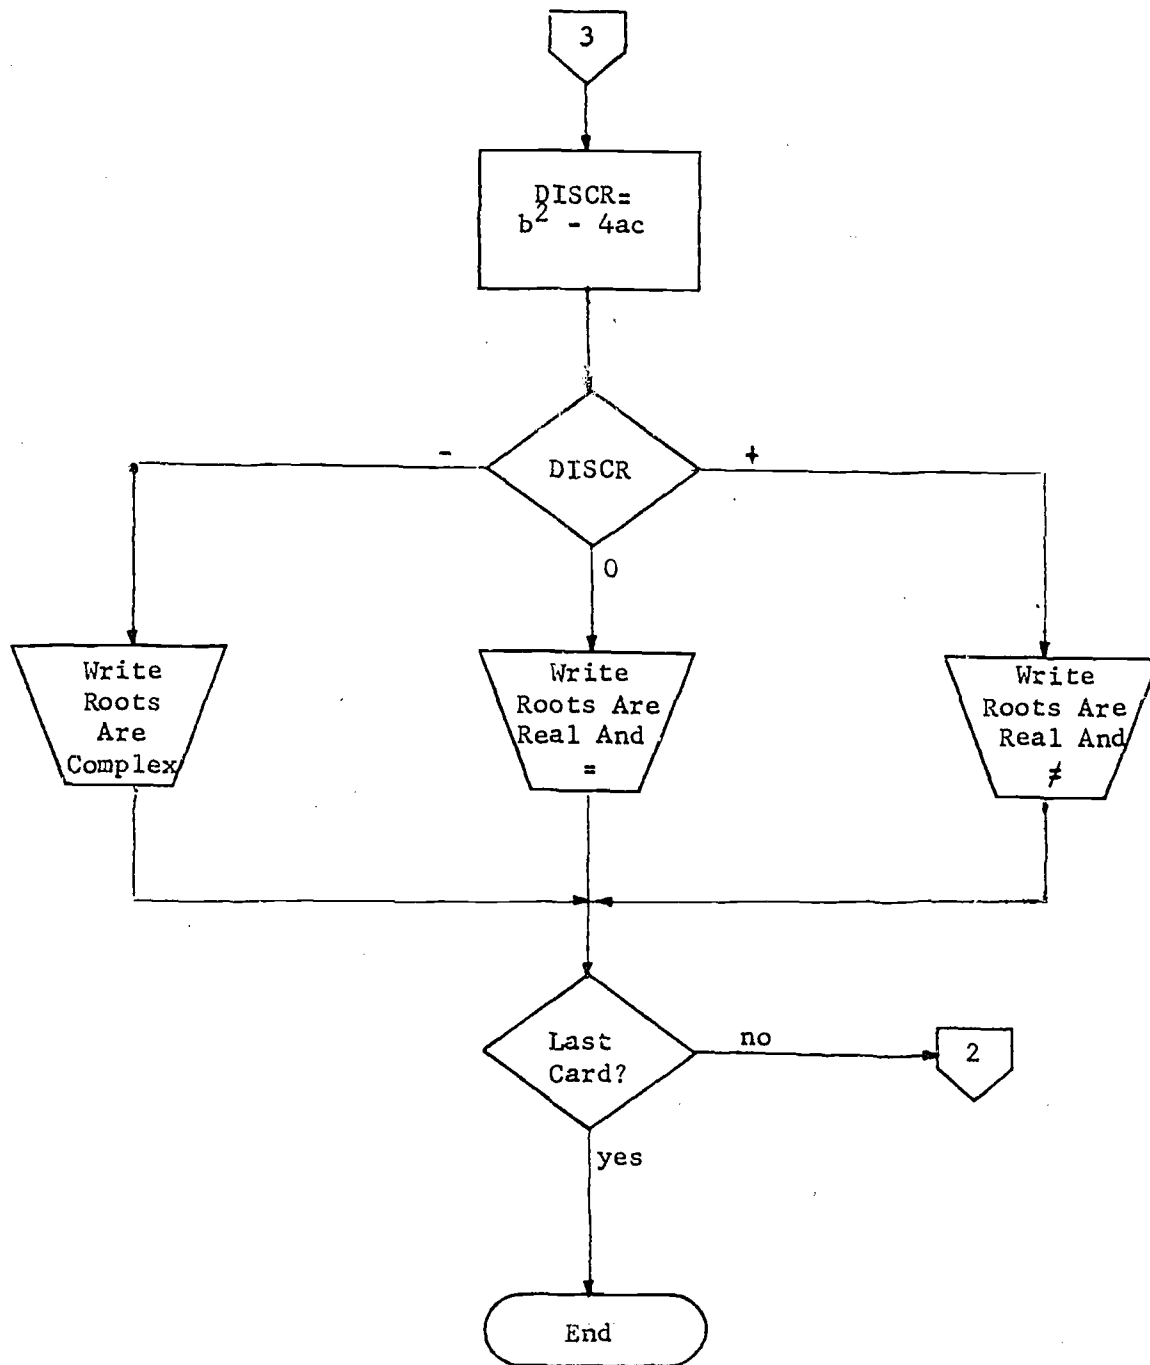 3
DISCR=
b² - 4ac
DISCR
-
+
0
Write
Roots
Are
Complex
Write
Roots Are
Real And
=
Write
Roots Are
Real And
≠
Last
Card?
no
2
yes
End